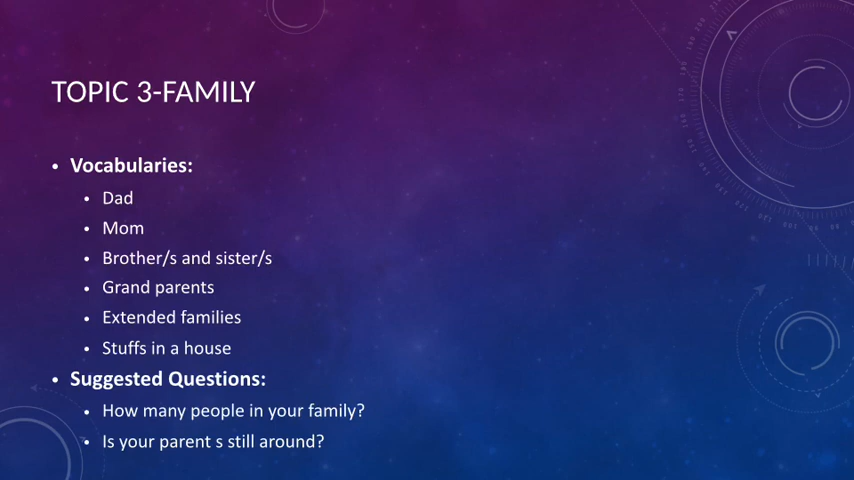 TOPIC 3-FAMILY
• Vocabularies:
• Dad
• Mom
• Brother/s and sister/s
• Grand parents
• Extended families
• Stuffs in a house
• Suggested Questions:
• How many people in your family?
• Is your parent s still around?